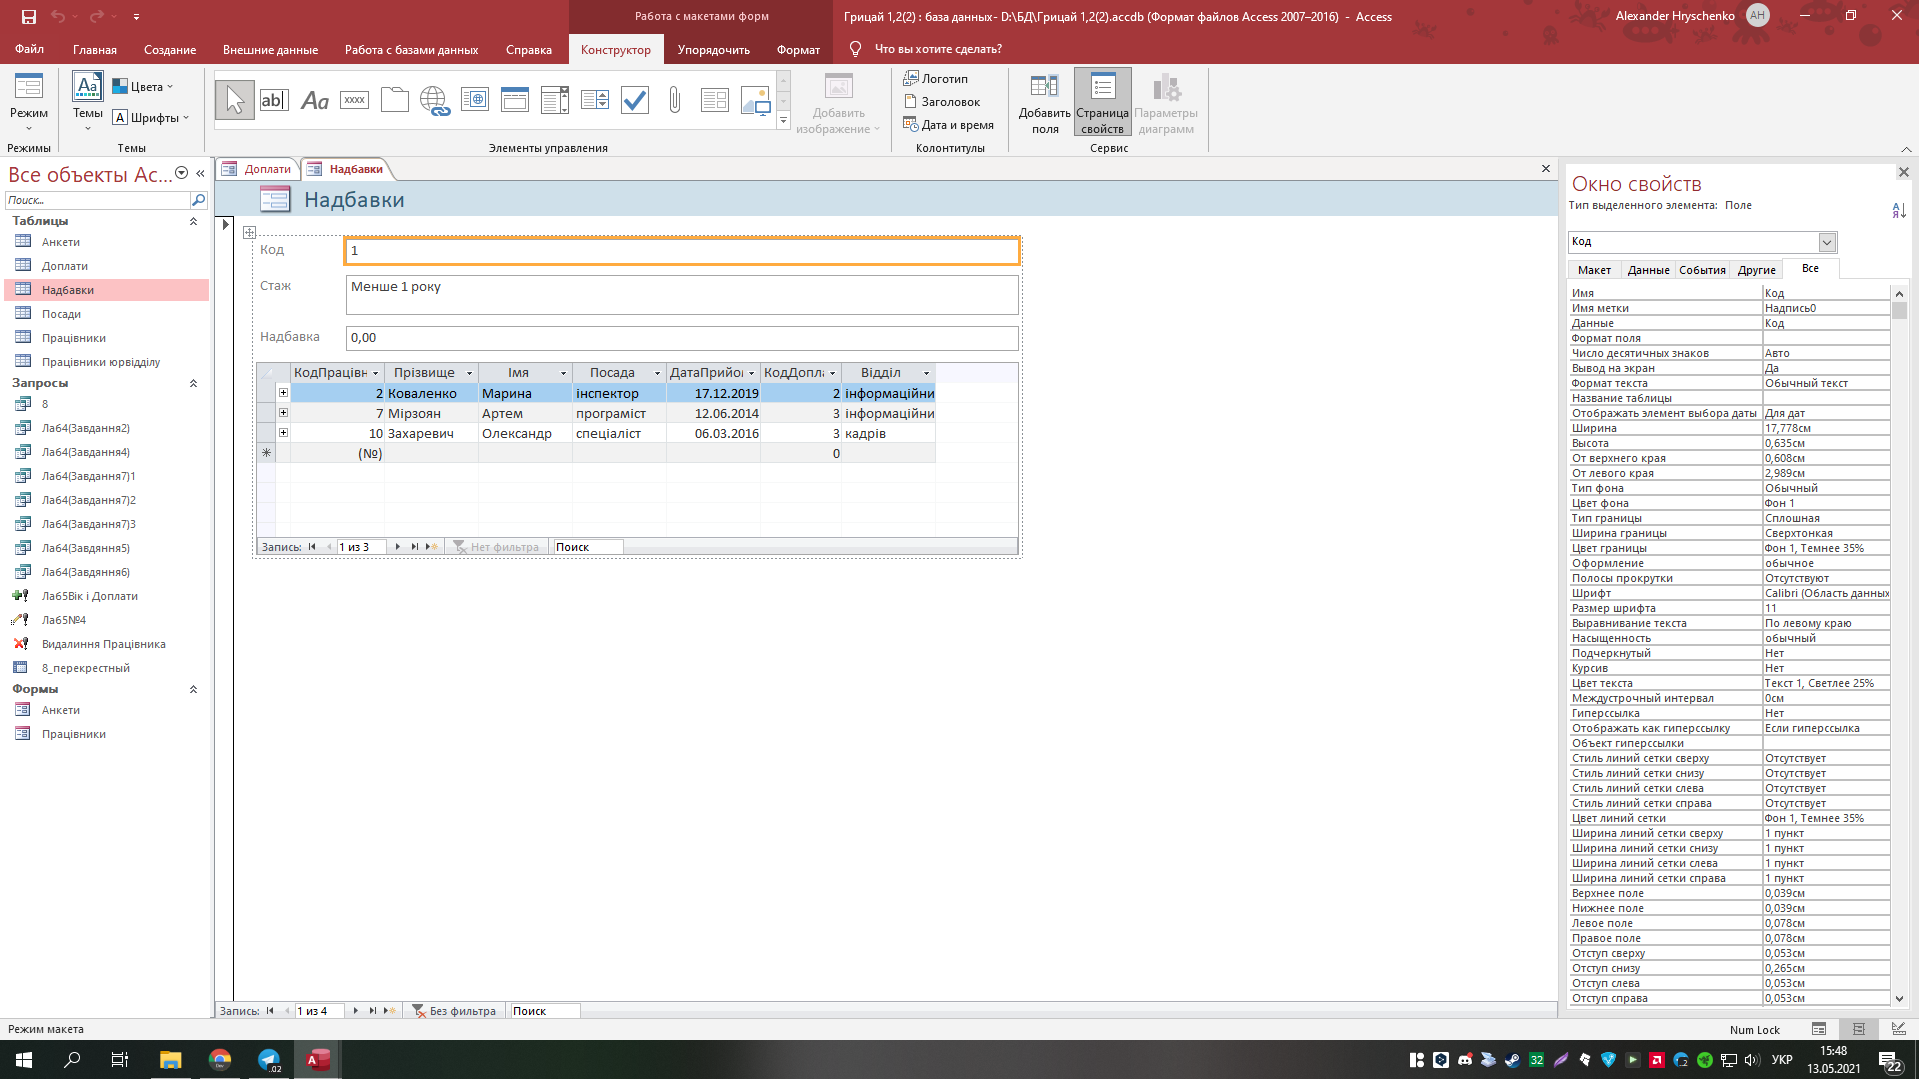 Работа с макетами форм
Грицай 1,2(2) : база данных- D:\БД\Грицай 1,2(2).accdb (Формат файлов Access 2007–2016) - Access
Alexander Hryschenko
AH
Файл
Главная
Создание
Внешние данные
Работа с базами данных
Справка
Конструктор
Упорядочить
Формат
Что вы хотите сделать?
Режим
Режимы
Темы
Цвета
Шрифты
Темы
Элементы управления
Добавить изображение
Логотип
Заголовок
Дата и время
Колонтитулы
Добавить поля
Страница свойств
Параметры диаграмм
Сервис
Все объекты Ac...
Поиск...
Таблицы
Анкети
Доплати
Надбавки
Посади
Працівники
Працівники юрвідділу
Запросы
8
Лаб4(Завдання2)
Лаб4(Завдання4)
Лаб4(Завдання7)1
Лаб4(Завдання7)2
Лаб4(Завдання7)3
Лаб4(Завдяння5)
Лаб4(Завдяння6)
Лаб5Вік і Доплати
Лаб5№4
Видалиння Працівника
8_перекрестный
Формы
Анкети
Працівники
Доплати
Надбавки
Надбавки
Код 1
Стаж Менше 1 року
Надбавка 0,00
КодПрацівн Прізвище Імя Посада ДатаПрийо КодДопла Відділ
2 Коваленко Марина інспектор 17.12.2019 2 інформаційни
7 Мірзоян Артем програміст 12.06.2014 3 інформаційни
10 Захаревич Олександр спеціаліст 06.03.2016 3 кадрів
(№) 0
Запись: 1 из 3 Нет фильтра Поиск
Запись: 1 из 4 Без фильтра Поиск
Окно свойств
Тип выделенного элемента: Поле
Код
Макет Данные События Другие Все
Имя Код
Имя метки Надпись0
Данные Код
Формат поля
Число десятичных знаков Авто
Вывод на экран Да
Формат текста Обычный текст
Название таблицы
Отображать элемент выбора даты Для дат
Ширина 17,778см
Высота 0,635см
От верхнего края 0,608см
От левого края 2,989см
Тип фона Обычный
Цвет фона Фон 1
Тип границы Сплошная
Ширина границы Сверхтонкая
Цвет границы Фон 1, Темнее 35%
Оформление обычное
Полосы прокрутки Отсутствуют
Шрифт Calibri (Область данных
Размер шрифта 11
Выравнивание текста По левому краю
Насыщенность обычный
Подчеркнутый Нет
Курсив Нет
Цвет текста Текст 1, Светлее 25%
Междустрочный интервал 0см
Гиперссылка Нет
Отображать как гиперссылку Если гиперссылка
Объект гиперссылки
Стиль линий сетки сверху Отсутствует
Стиль линий сетки снизу Отсутствует
Стиль линий сетки слева Отсутствует
Стиль линий сетки справа Отсутствует
Цвет линий сетки Фон 1, Темнее 35%
Ширина линий сетки сверху 1 пункт
Ширина линий сетки снизу 1 пункт
Ширина линий сетки слева 1 пункт
Ширина линий сетки справа 1 пункт
Верхнее поле 0,039см
Нижнее поле 0,039см
Левое поле 0,078см
Правое поле 0,078см
Отступ сверху 0,053см
Отступ снизу 0,265см
Отступ слева 0,053см
Отступ справа 0,053см
Режим макета
Num Lock
УКР
15:48
13.05.2021
22